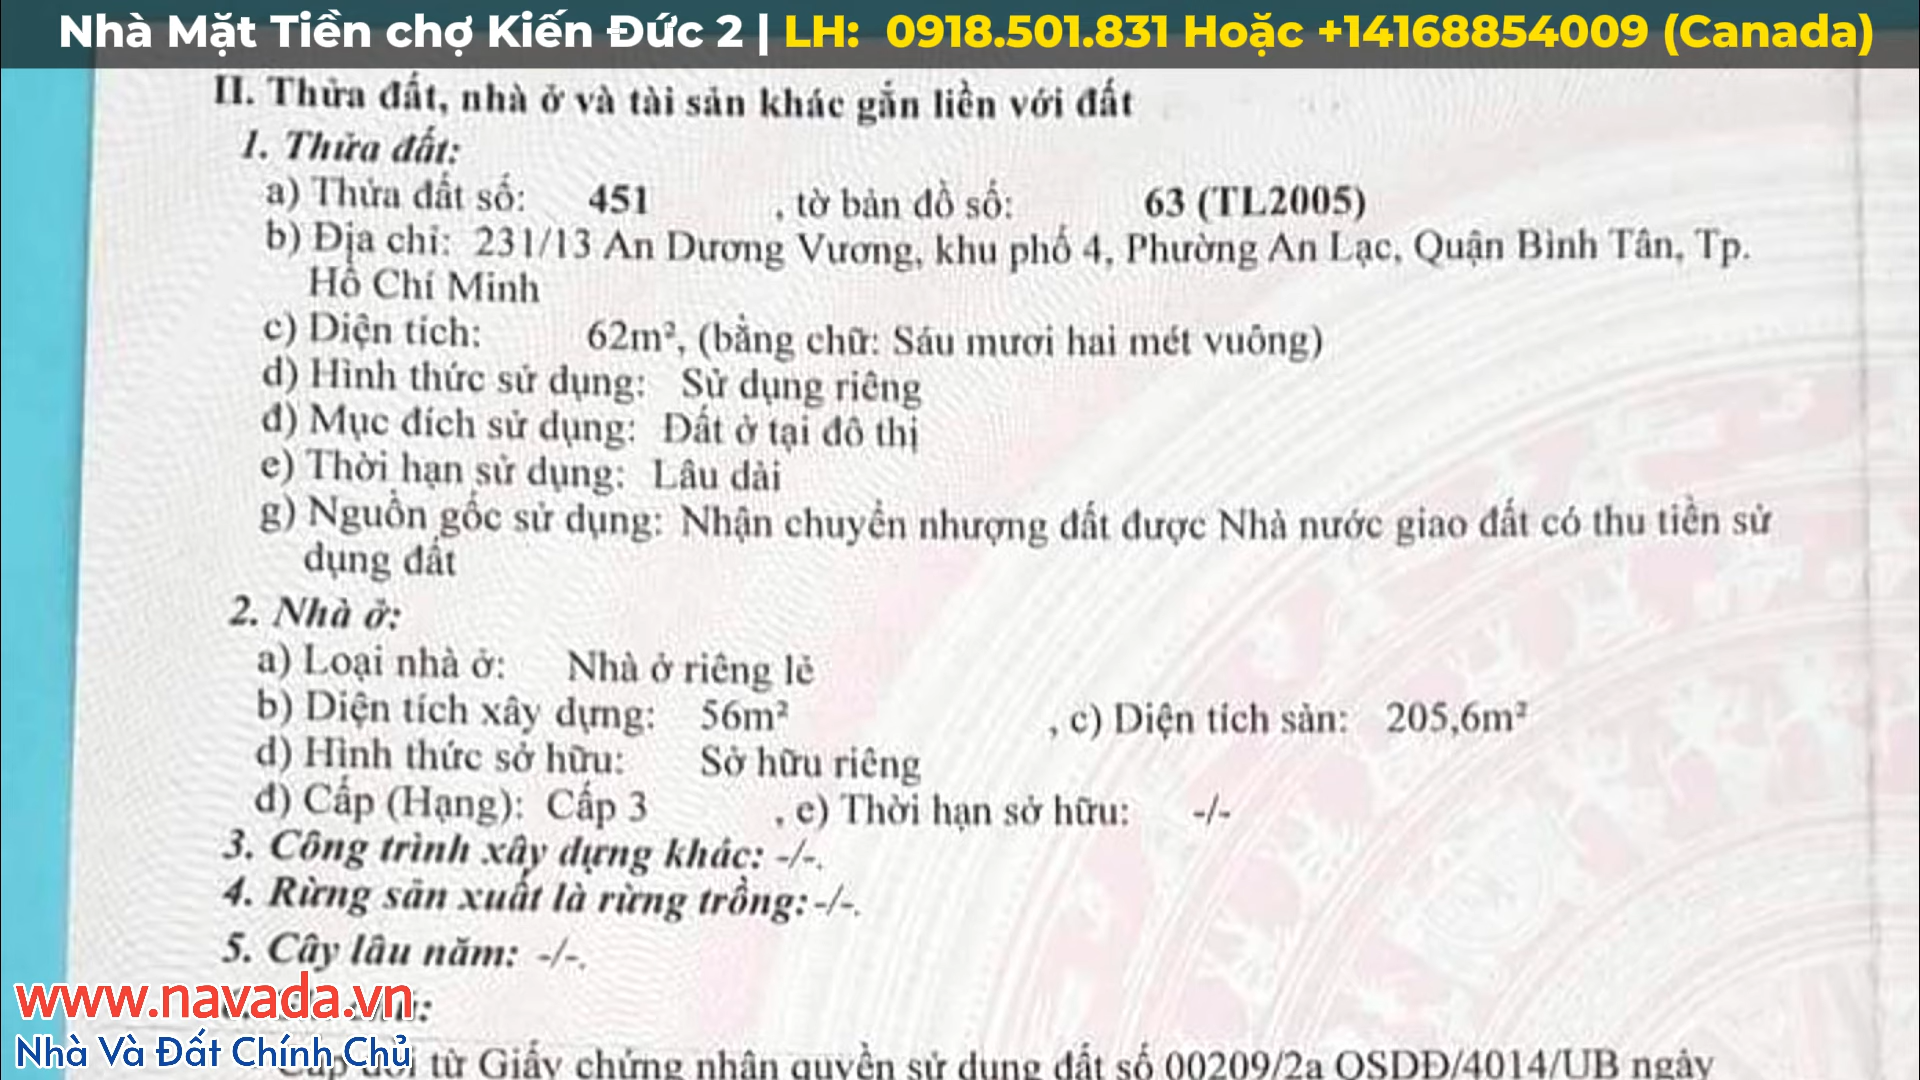 Nhà Mặt Tiền chợ Kiến Đức 2 | LH: 0918.501.831 Hoặc +14168854009 (Canada)
II. Thửa đất, nhà ở và tài sản khác gắn liền với đất
1. Thửa đất:
a) Thửa đất số: 451 , tờ bản đồ số: 63 (TL2005)
b) Địa chỉ: 231/13 An Dương Vương, khu phố 4, Phường An Lạc, Quận Bình Tân, Tp.
Hồ Chí Minh
c) Diện tích: 62m², (bằng chữ: Sáu mươi hai mét vuông)
d) Hình thức sử dụng: Sử dụng riêng
đ) Mục đích sử dụng: Đất ở tại đô thị
e) Thời hạn sử dụng: Lâu dài
g) Nguồn gốc sử dụng: Nhận chuyển nhượng đất được Nhà nước giao đất có thu tiền sử
dụng đất
2. Nhà ở:
a) Loại nhà ở: Nhà ở riêng lẻ
b) Diện tích xây dựng: 56m² , c) Diện tích sàn: 205,6m²
d) Hình thức sở hữu: Sở hữu riêng
đ) Cấp (Hạng): Cấp 3 , e) Thời hạn sở hữu: -/-
3. Công trình xây dựng khác: -/-.
4. Rừng sản xuất là rừng trồng: -/-.
5. Cây lâu năm: -/-.
www.navada.vn
Nhà Và Đất Chính Chủ
từ Giấy chứng nhận quyền sử dụng đất số 00209/2a QSDĐ/4014/UB ngày